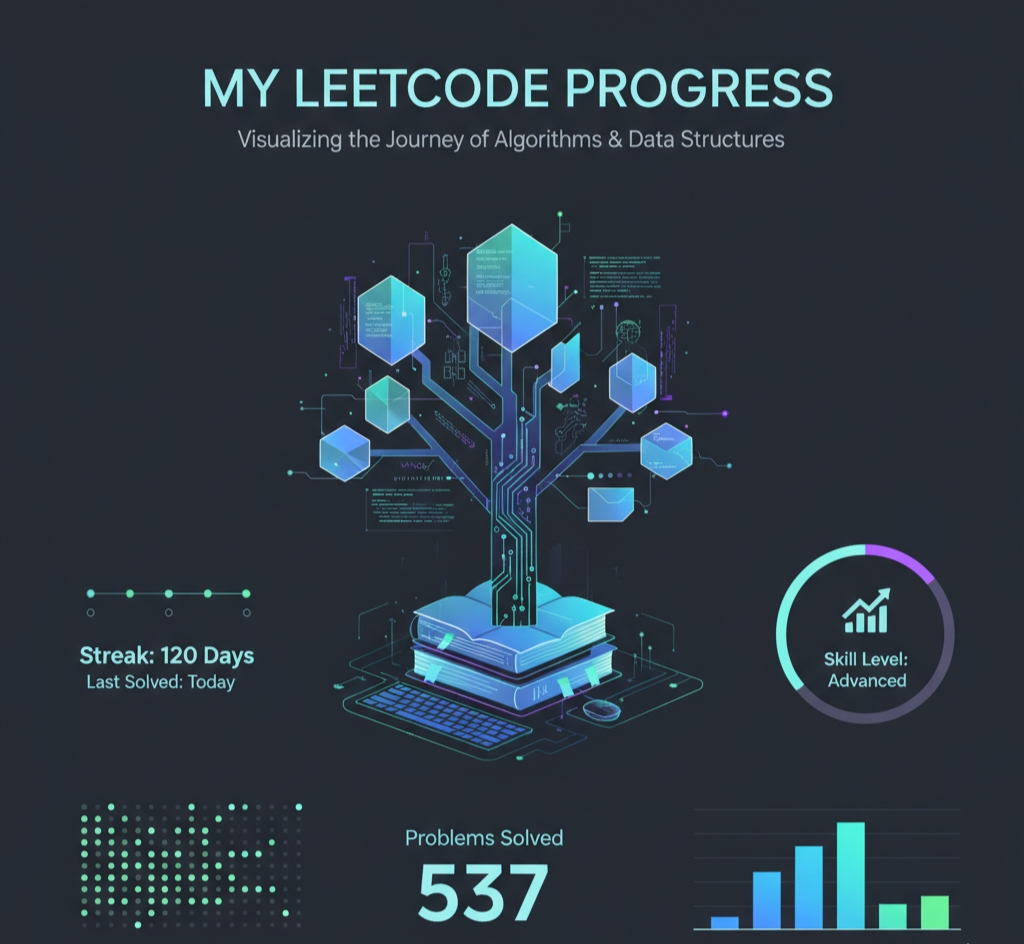 MY LEETCODE PROGRESS
Visualizing the Journey of Algorithms & Data Structures
Streak: 120 Days
Last Solved: Today
Skill Level:
Advanced
Problems Solved
537